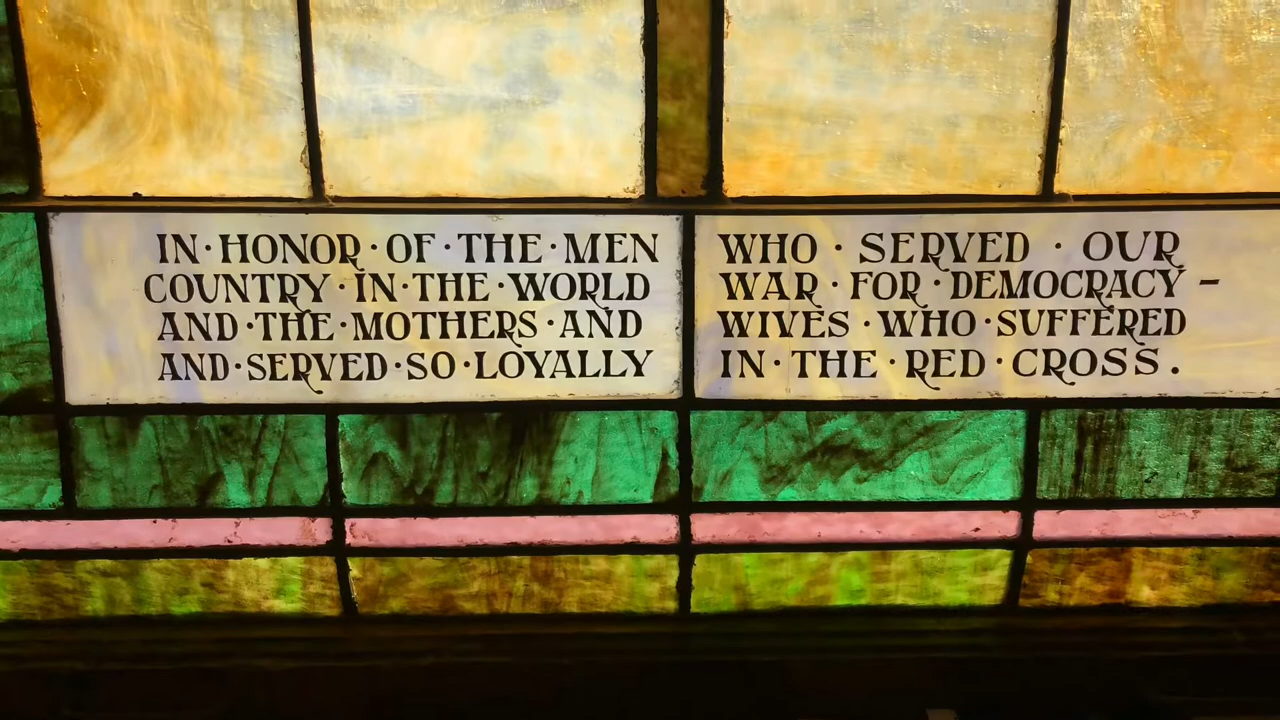 IN·HONOR·OF·THE·MEN WHO · SERVED · OUR
COUNTRY·IN·THE·WORLD WAR·FOR·DEMOCRACY –
AND·THE·MOTHERS·AND WIVES·WHO·SUFFERED
AND·SERVED·SO·LOYALLY IN·THE·RED·CROSS.